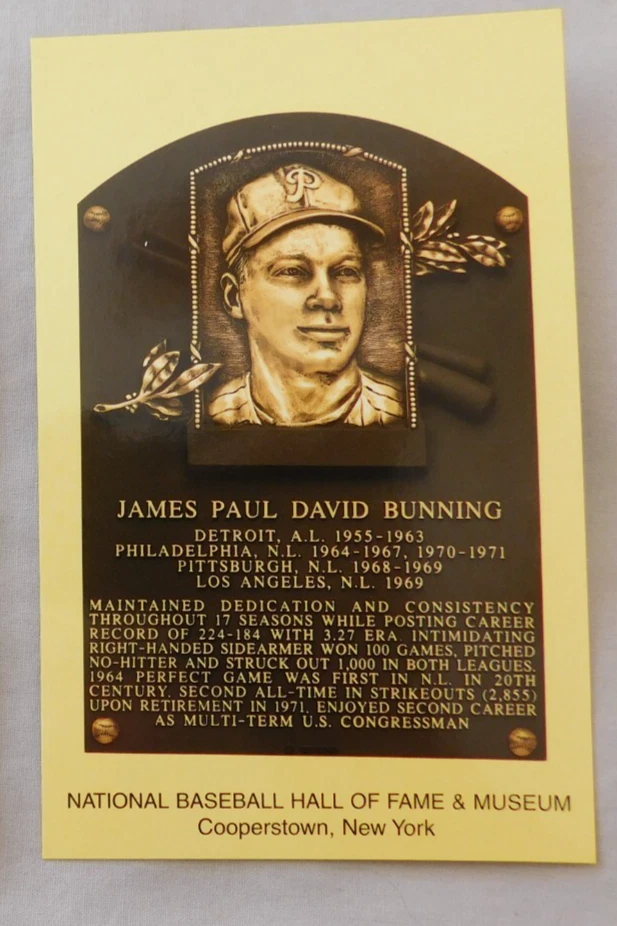 P
JAMES PAUL DAVID BUNNING
DETROIT, A.L. 1955-1963
PHILADELPHIA, N.L. 1964-1967, 1970-1971
PITTSBURGH, N.L. 1968-1969
LOS ANGELES, N.L. 1969
MAINTAINED DEDICATION AND CONSISTENCY
THROUGHOUT 17 SEASONS WHILE POSTING CAREER
RECORD OF 224-184 WITH 3.27 ERA. INTIMIDATING
RIGHT-HANDED SIDEARMER WON 100 GAMES, PITCHED
NO-HITTER AND STRUCK OUT 1,000 IN BOTH LEAGUES.
1964 PERFECT GAME WAS FIRST IN N.L. IN 20TH
CENTURY. SECOND ALL-TIME IN STRIKEOUTS (2,855)
UPON RETIREMENT IN 1971. ENJOYED SECOND CAREER
AS MULTI-TERM U.S. CONGRESSMAN
NATIONAL BASEBALL HALL OF FAME & MUSEUM
Cooperstown, New York